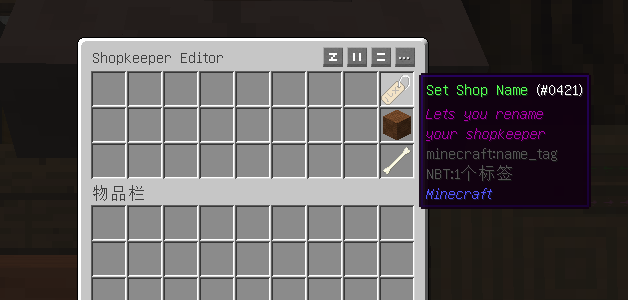 Shopkeeper Editor
Set Shop Name (#0421)
Lets you rename
your shopkeeper
minecraft:name_tag
NBT:1个标签
Minecraft
物品栏